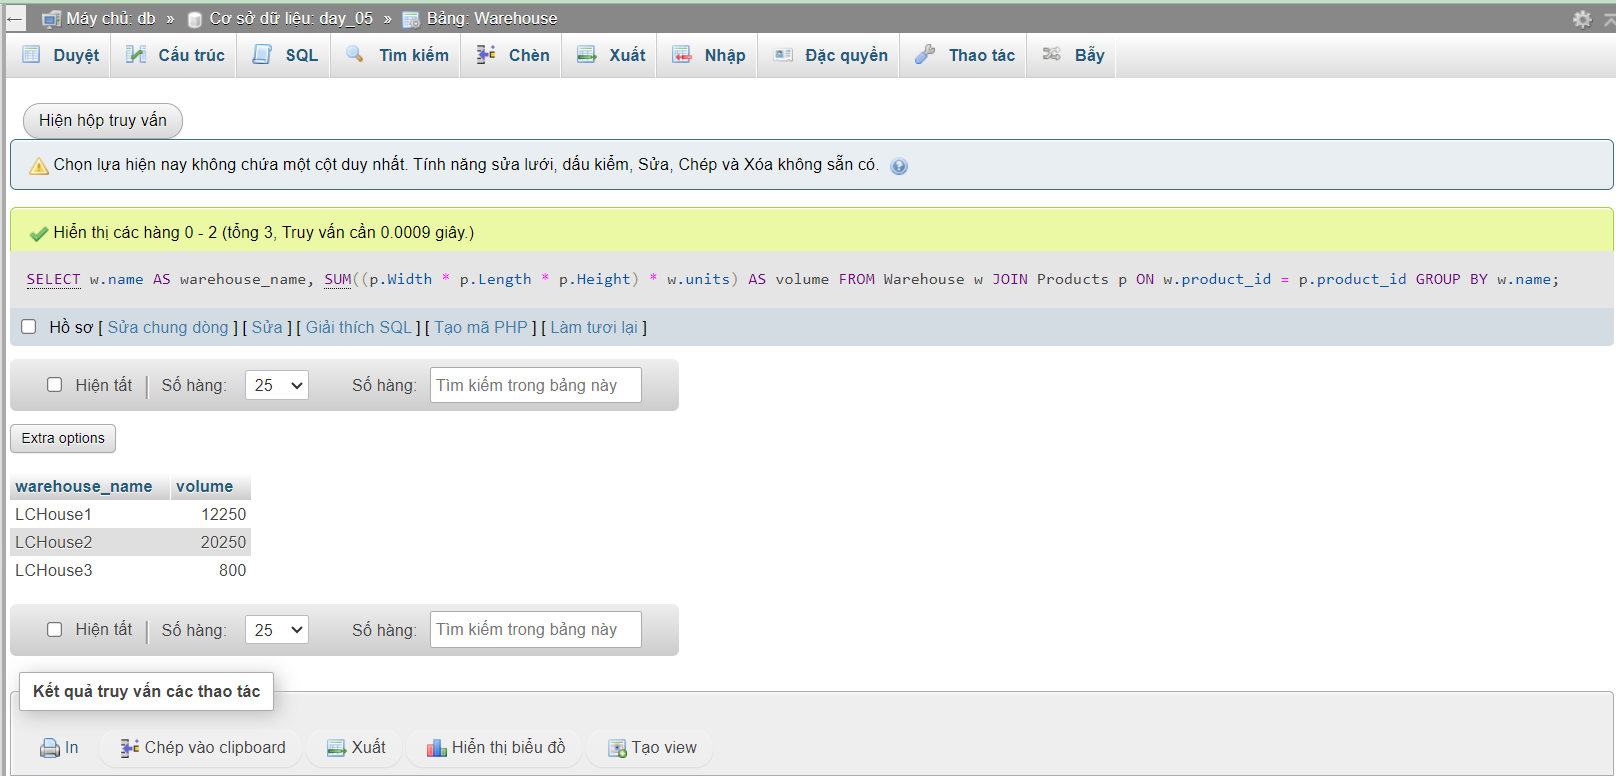 Máy chủ: db » Cơ sở dữ liệu: day_05 » Bảng: Warehouse
Duyệt Cấu trúc SQL Tìm kiếm Chèn Xuất Nhập Đặc quyền Thao tác Bẫy
Hiện hộp truy vấn
Chọn lựa hiện nay không chứa một cột duy nhất. Tính năng sửa lưới, dấu kiểm, Sửa, Chép và Xóa không sẵn có.
Hiển thị các hàng 0 - 2 (tổng 3, Truy vấn cần 0.0009 giây.)
SELECT w.name AS warehouse_name, SUM((p.Width * p.Length * p.Height) * w.units) AS volume FROM Warehouse w JOIN Products p ON w.product_id = p.product_id GROUP BY w.name;
Hồ sơ [ Sửa chung dòng ] [ Sửa ] [ Giải thích SQL ] [ Tạo mã PHP ] [ Làm tươi lại ]
Hiện tất Số hàng: 25 Số hàng: Tìm kiếm trong bảng này
Extra options
warehouse_name volume
LCHouse1 12250
LCHouse2 20250
LCHouse3 800
Hiện tất Số hàng: 25 Số hàng: Tìm kiếm trong bảng này
Kết quả truy vấn các thao tác
In Chép vào clipboard Xuất Hiển thị biểu đồ Tạo view